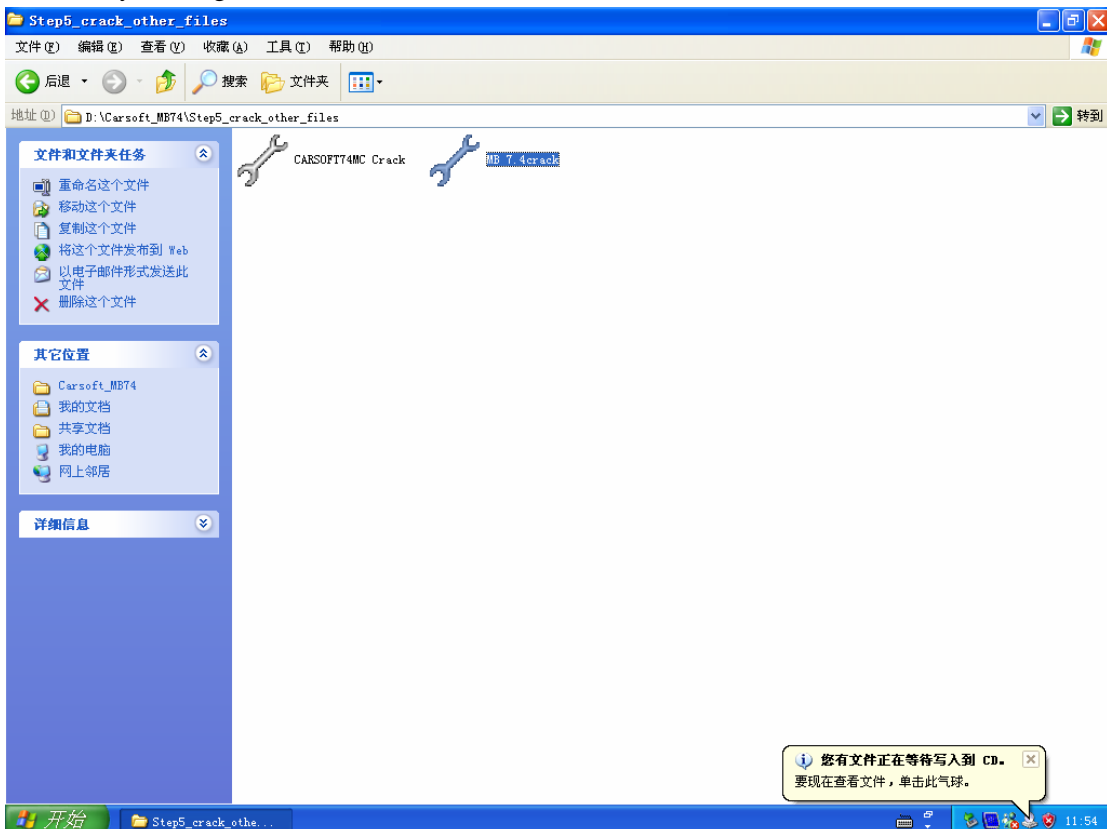 Step5_crack_other_files
文件(F) 编辑(E) 查看(V) 收藏(A) 工具(T) 帮助(H)
后退 搜索 文件夹
地址(D) D:\Carsoft_MB74\Step5_crack_other_files 转到
文件和文件夹任务
重命名这个文件
移动这个文件
复制这个文件
将这个文件发布到 Web
以电子邮件形式发送此
文件
删除这个文件
其它位置
Carsoft_MB74
我的文档
共享文档
我的电脑
网上邻居
详细信息
CARSOFT74MC Crack
MB 7.4crack
您有文件正在等待写入到 CD。
要现在查看文件，单击此气球。
开始 Step5_crack_othe... 11:54